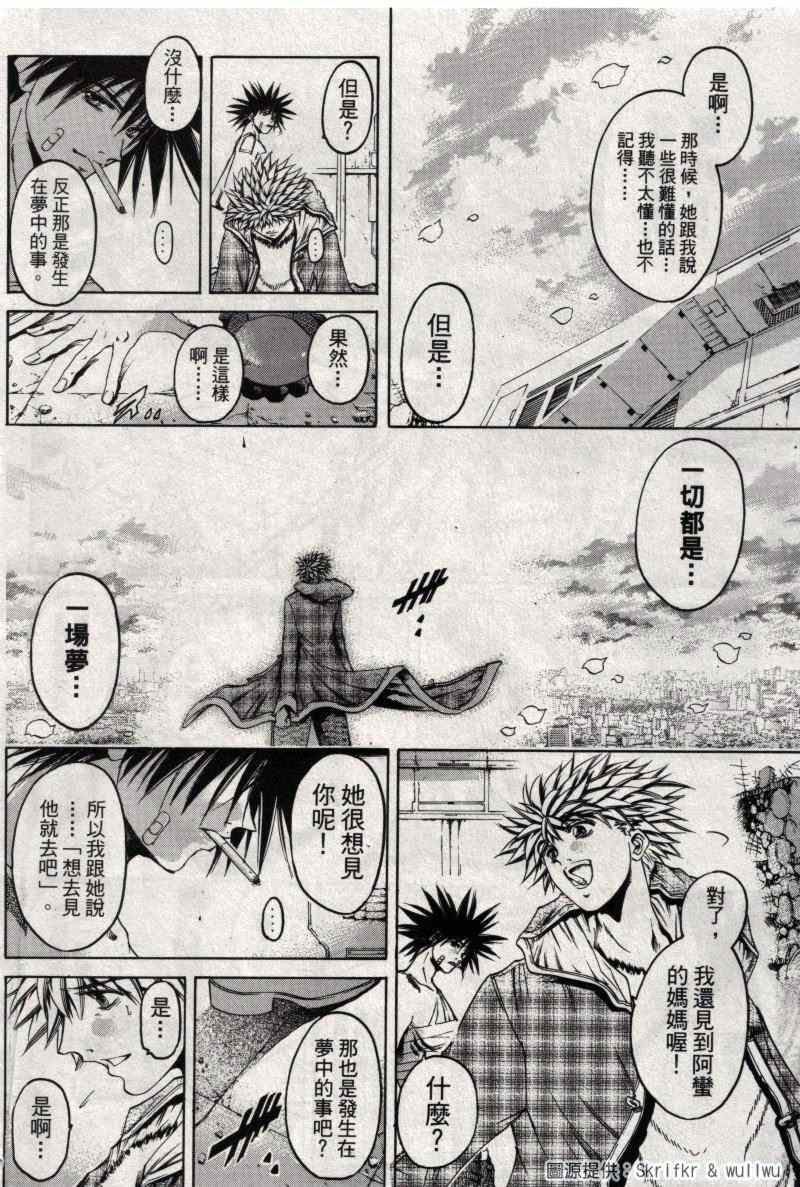 是啊…
那時候，她跟我說
一些很難懂的話…
我聽不太懂…也不
記得……
但是…
但是？
…
沒什麼…
反正那是發生
在夢中的事。
…
果然…
是這樣
啊……
一切都是…
一場夢…
對了，
我還見到阿蠻
的媽媽喔！
什麼？
她很想見
你呢！
所以我跟她說
……「想去見
他就去吧」。
…
那也是發生在
夢中的事吧？
是…
是啊…
圖源提供：Skrlfkr & wullwu